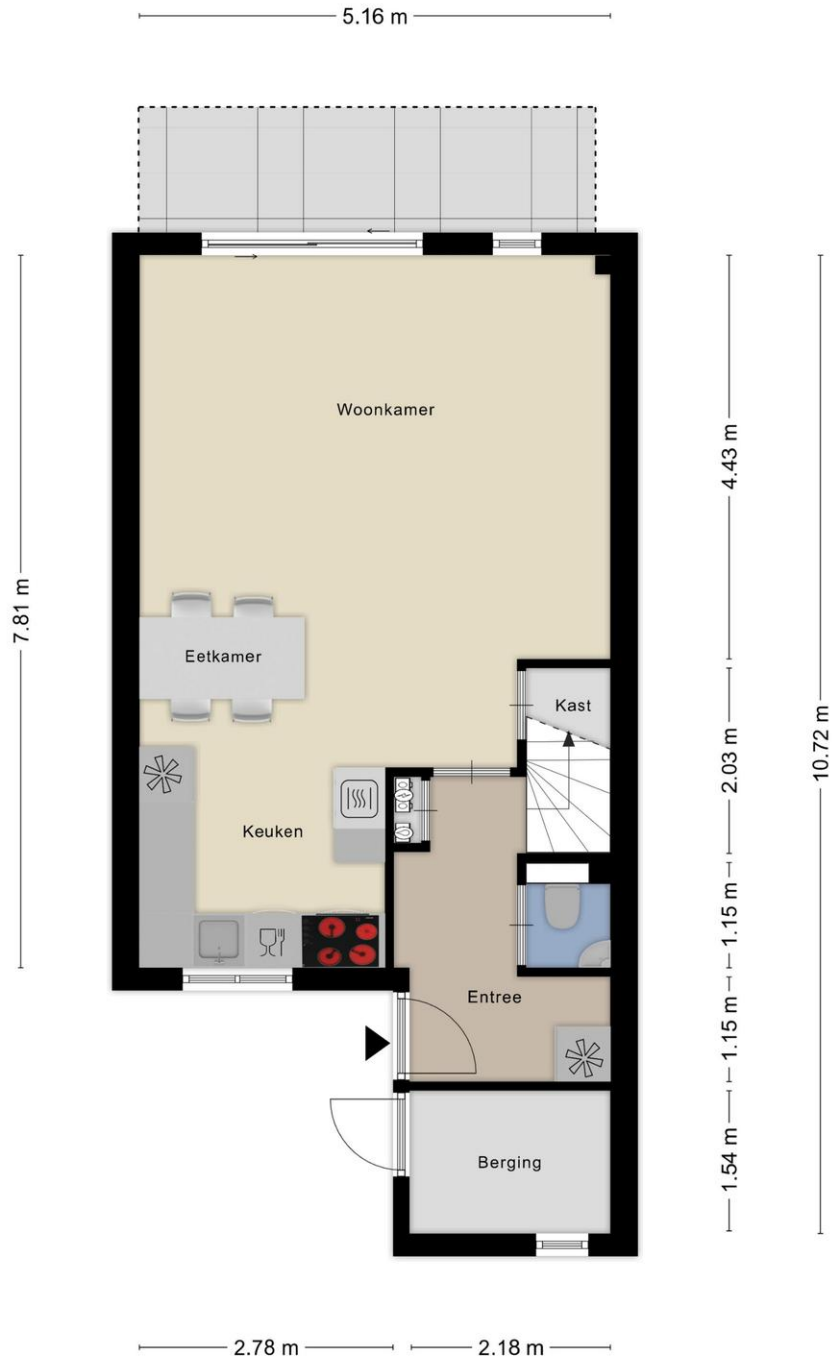 5.16 m
Woonkamer
4.43 m
7.81 m
Eetkamer
Kast
10.72 m
2.03 m
Keuken
1.15 m
Entree
1.15 m
Berging
1.54 m
2.78 m
2.18 m